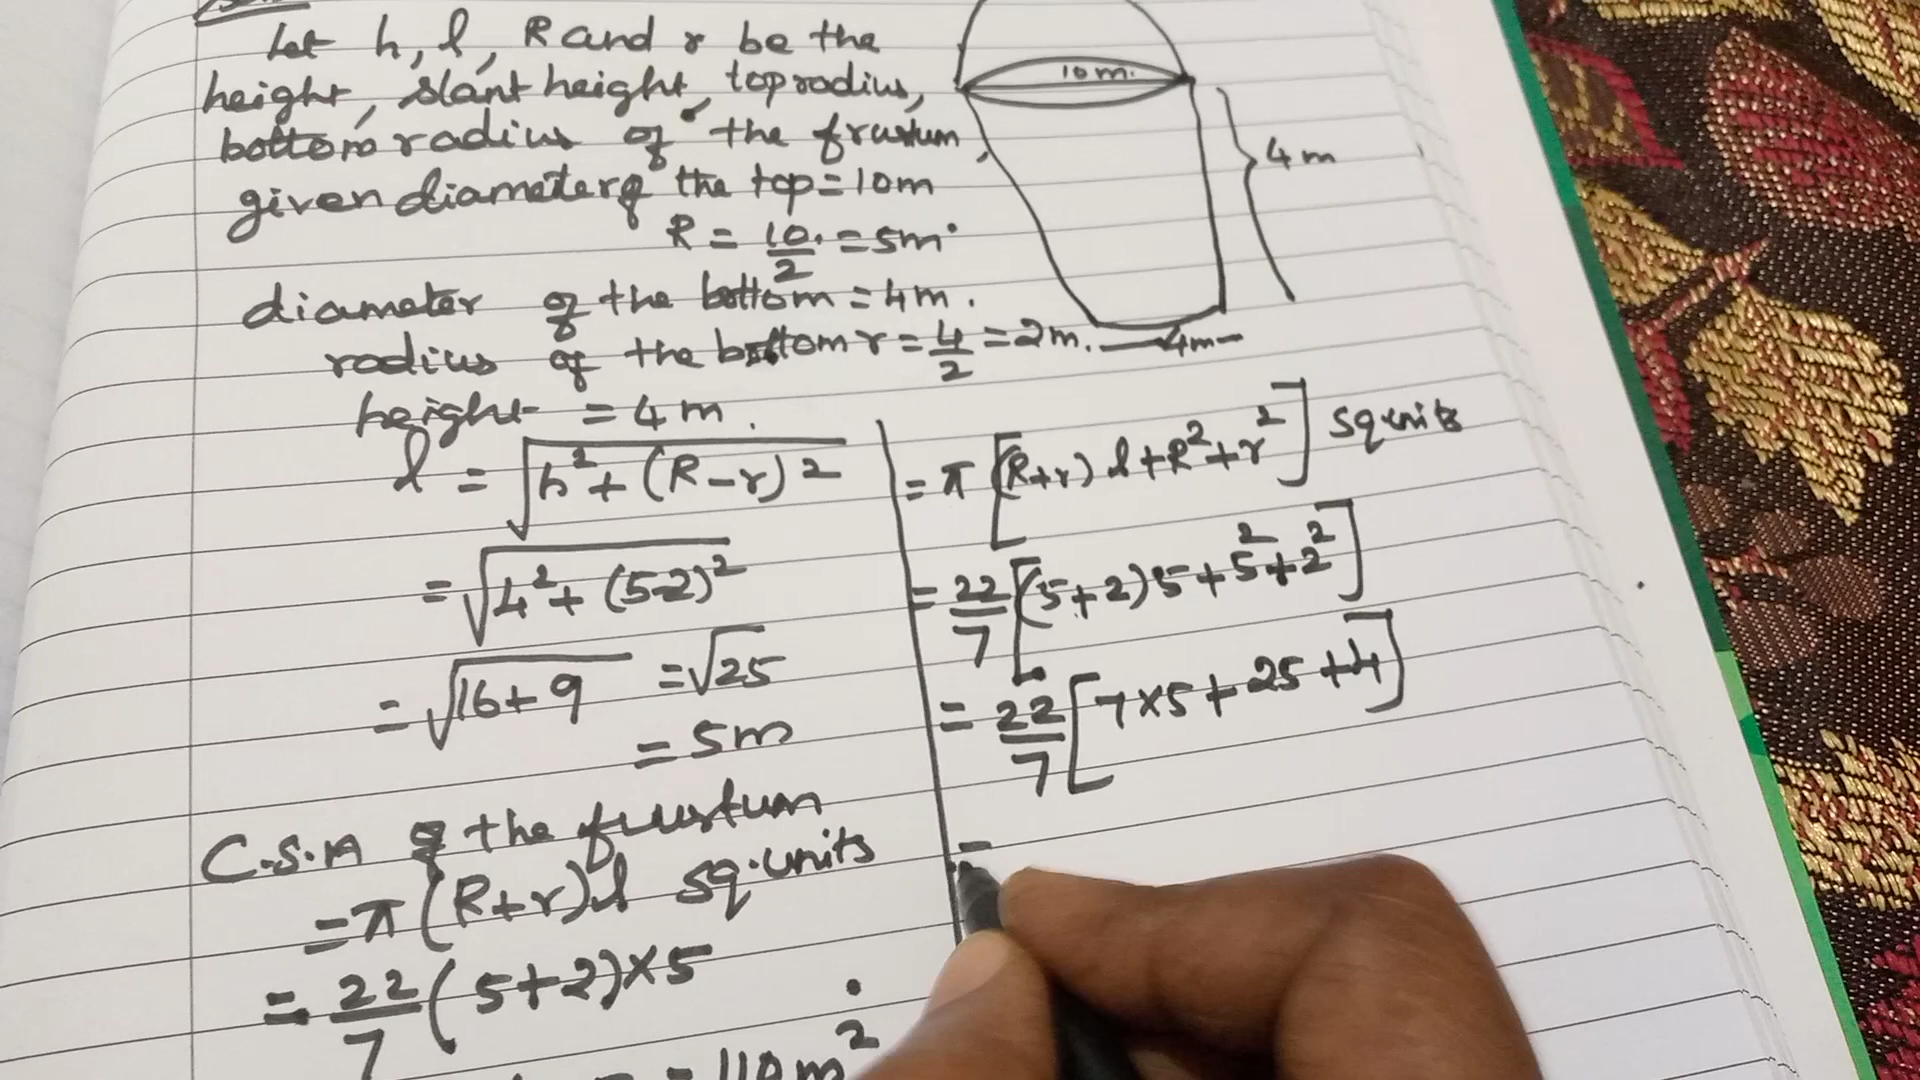 Let h, l, R and r be the
height, slant height, top radius,
bottom radius of the frustum
given diameter of the top = 10m
R = 10/2 = 5m
diameter of the bottom = 4m.
radius of the bottom r = 4/2 = 2m.
height = 4m.
l = √h²+(R-r)²
= √4²+(5-2)²
= √16+9 = √25
= 5m
C.S.A of the frustum
= π(R+r)l sq.units
= 22/7 (5+2)×5
= 110m²
10m.
4m
4m
= π[(R+r)l+R²+r²] sq units
= 22/7 [(5+2)5+5²+2²]
= 22/7 [7×5+25+4]
=